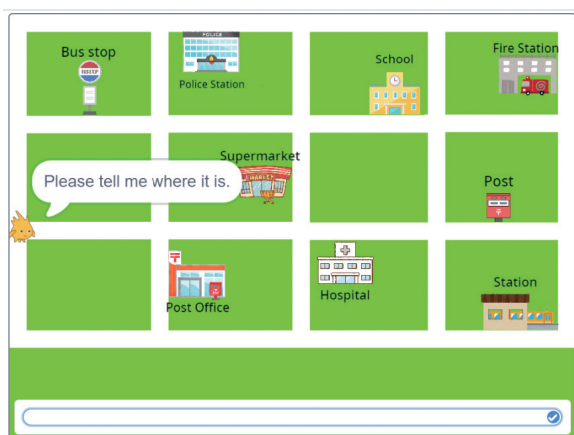 Bus stop
POLICE
Police Station
School
Fire Station
Supermarket
MARKET
Please tell me where it is.
Post
〒
Post Office
Hospital
Station